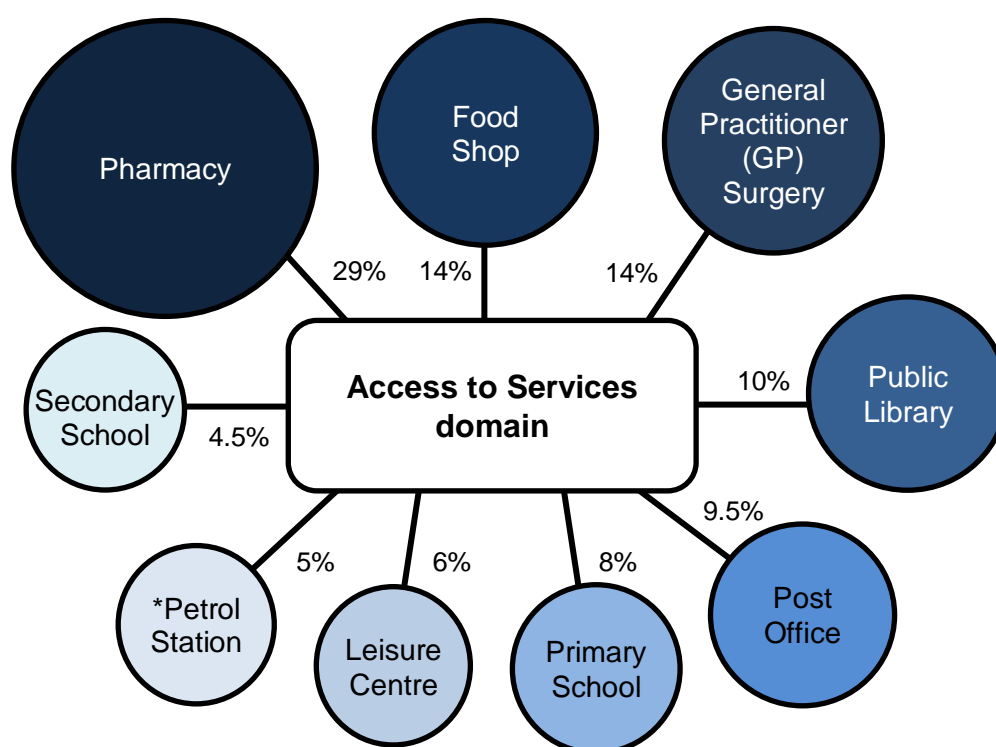 Pharmacy
Food
Shop
General
Practitioner
(GP)
Surgery
29%
14%
14%
Access to Services
domain
10%
Public
Library
Secondary
School
4.5%
9.5%
5%
6%
8%
*Petrol
Station
Leisure
Centre
Primary
School
Post
Office